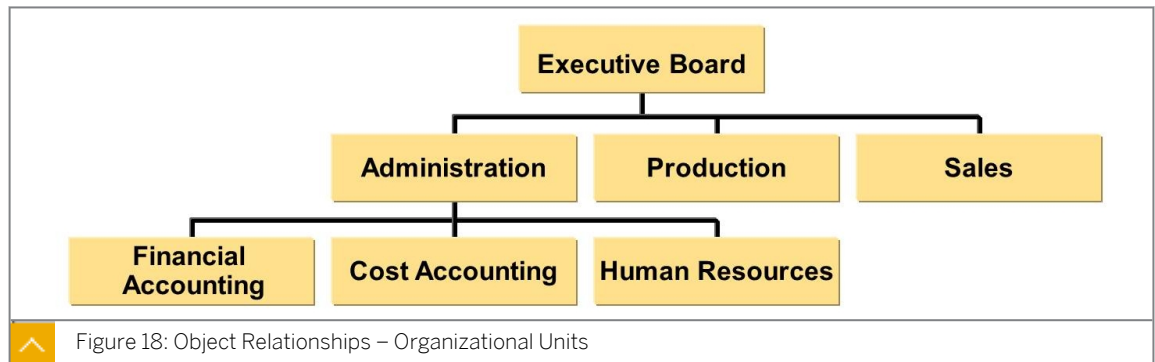 Executive Board
Administration
Production
Sales
Financial
Accounting
Cost Accounting
Human Resources
Figure 18: Object Relationships – Organizational Units